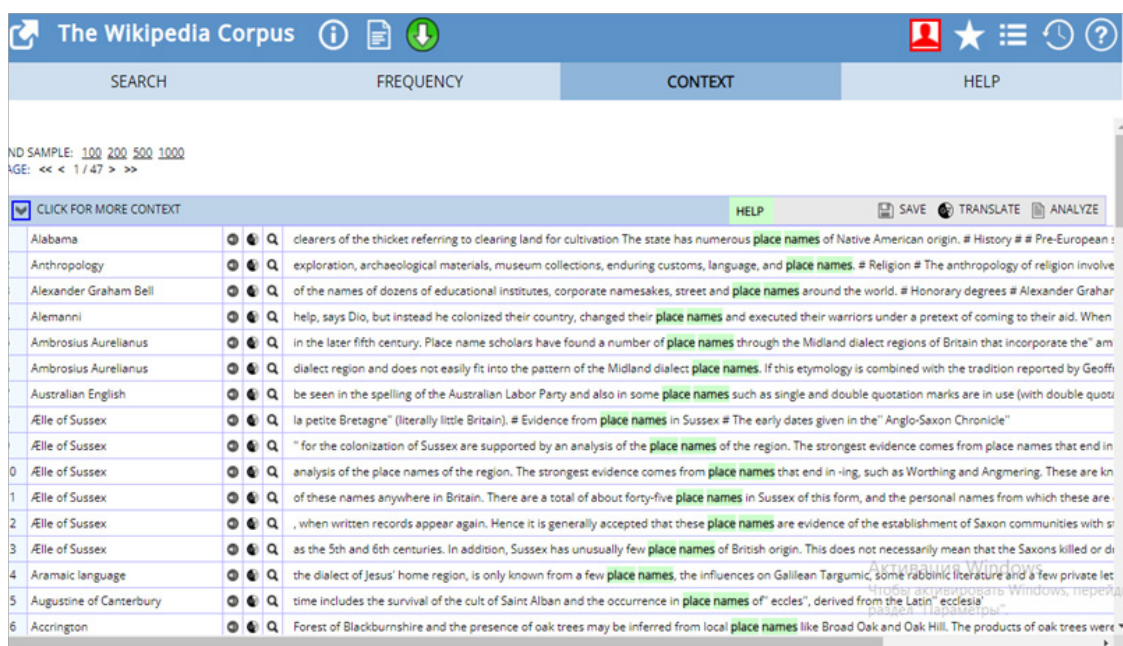 The Wikipedia Corpus
SEARCH FREQUENCY CONTEXT HELP
ND SAMPLE: 100 200 500 1000
AGE: << < 1 / 47 > >>
CLICK FOR MORE CONTEXT HELP SAVE TRANSLATE ANALYZE
Alabama clearers of the thicket referring to clearing land for cultivation The state has numerous place names of Native American origin. # History # # Pre-European
Anthropology exploration, archaeological materials, museum collections, enduring customs, language, and place names. # Religion # The anthropology of religion involve
Alexander Graham Bell of the names of dozens of educational institutes, corporate namesakes, street and place names around the world. # Honorary degrees # Alexander Grahar
Alemanni help, says Dio, but instead he colonized their country, changed their place names and executed their warriors under a pretext of coming to their aid. When
Ambrosius Aurelianus in the later fifth century. Place name scholars have found a number of place names through the Midland dialect regions of Britain that incorporate the" am
Ambrosius Aurelianus dialect region and does not easily fit into the pattern of the Midland dialect place names. If this etymology is combined with the tradition reported by Geoff
Australian English be seen in the spelling of the Australian Labor Party and also in some place names such as single and double quotation marks are in use (with double quot
Ælle of Sussex la petite Bretagne" (literally little Britain). # Evidence from place names in Sussex # The early dates given in the" Anglo-Saxon Chronicle"
Ælle of Sussex " for the colonization of Sussex are supported by an analysis of the place names of the region. The strongest evidence comes from place names that end in
0 Ælle of Sussex analysis of the place names of the region. The strongest evidence comes from place names that end in -ing, such as Worthing and Angmering. These are kn
1 Ælle of Sussex of these names anywhere in Britain. There are a total of about forty-five place names in Sussex of this form, and the personal names from which these are
2 Ælle of Sussex , when written records appear again. Hence it is generally accepted that these place names are evidence of the establishment of Saxon communities with s
3 Ælle of Sussex as the 5th and 6th centuries. In addition, Sussex has unusually few place names of British origin. This does not necessarily mean that the Saxons killed or d
4 Aramaic language the dialect of Jesus' home region, is only known from a few place names, the influences on Galilean Targumic, some rabbinic literature and a few private let
Активация Windows
5 Augustine of Canterbury time includes the survival of the cult of Saint Alban and the occurrence in place names of" eccles", derived from the Latin" ecclesia'
Чтобы активировать Windows, перейд
раздел "Параметры".
6 Accrington Forest of Blackburnshire and the presence of oak trees may be inferred from local place names like Broad Oak and Oak Hill. The products of oak trees were